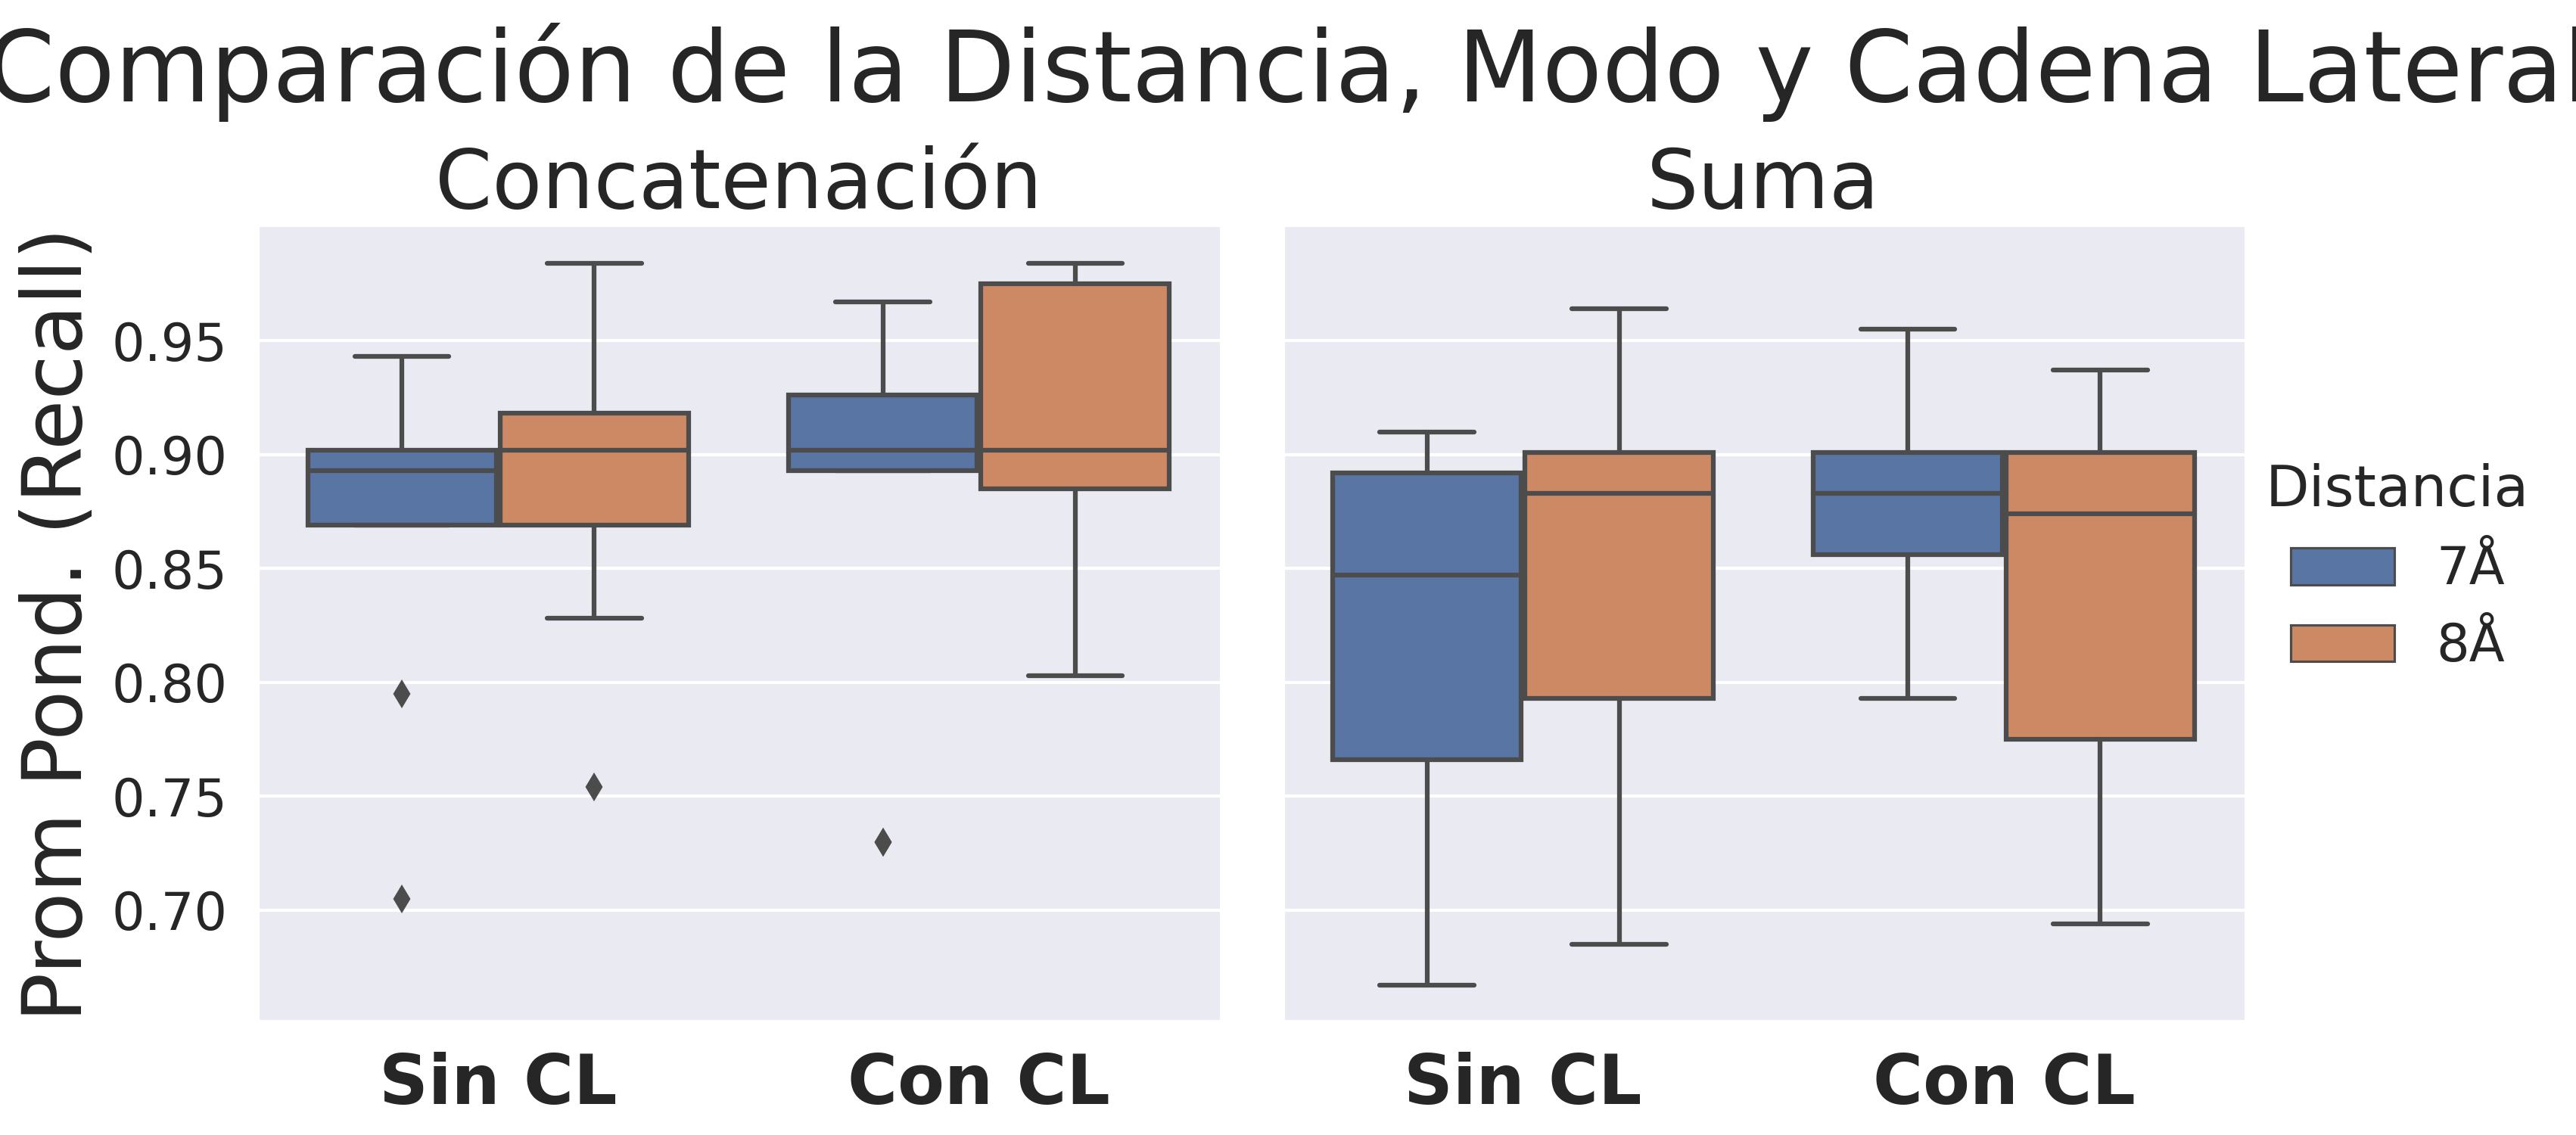 Comparación de la Distancia, Modo y Cadena Lateral
Concatenación
Suma
Prom Pond. (Recall)
0.95
0.90
0.85
0.80
0.75
0.70
Sin CL
Con CL
Sin CL
Con CL
Distancia
7Å
8Å